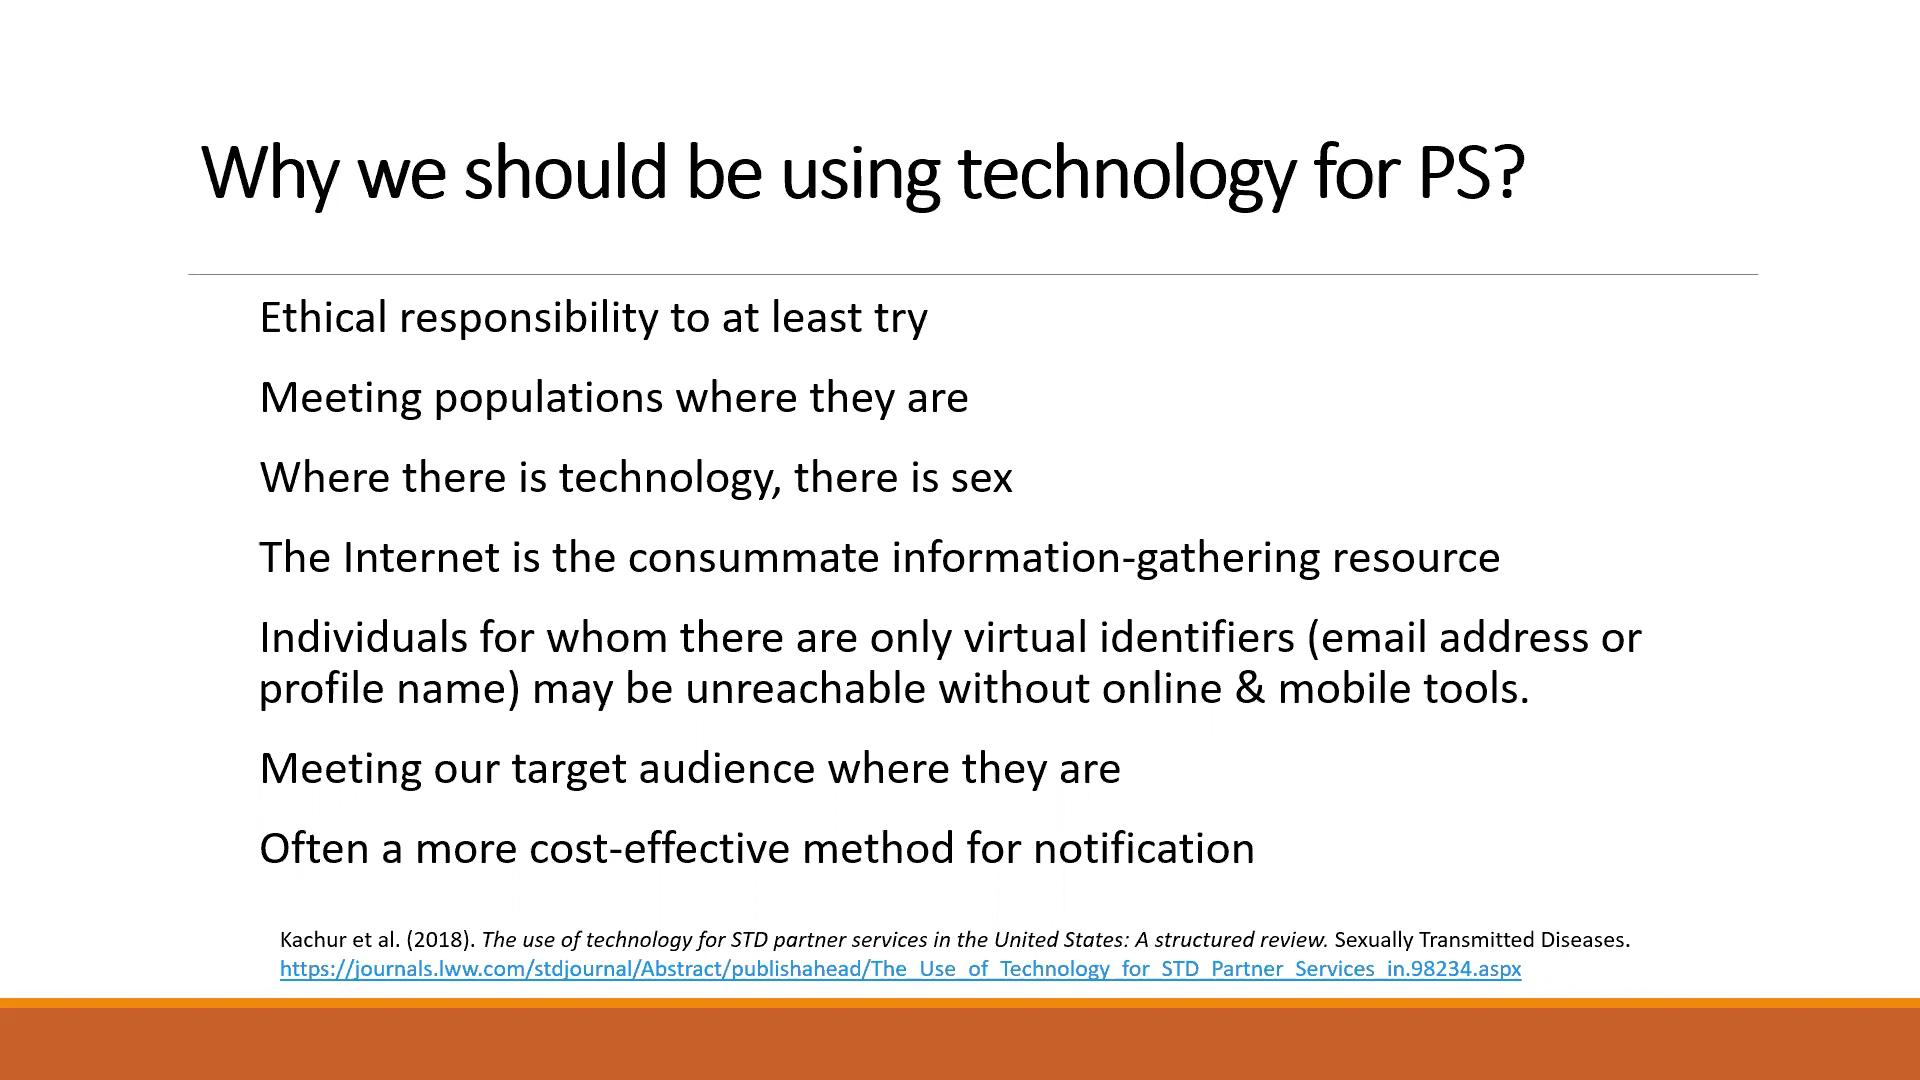 Why we should be using technology for PS?
Ethical responsibility to at least try
Meeting populations where they are
Where there is technology, there is sex
The Internet is the consummate information-gathering resource
Individuals for whom there are only virtual identifiers (email address or
profile name) may be unreachable without online & mobile tools.
Meeting our target audience where they are
Often a more cost-effective method for notification
Kachur et al. (2018). The use of technology for STD partner services in the United States: A structured review. Sexually Transmitted Diseases.
https://journals.lww.com/stdjournal/Abstract/publishahead/The_Use_of_Technology_for_STD_Partner_Services_in.98234.aspx